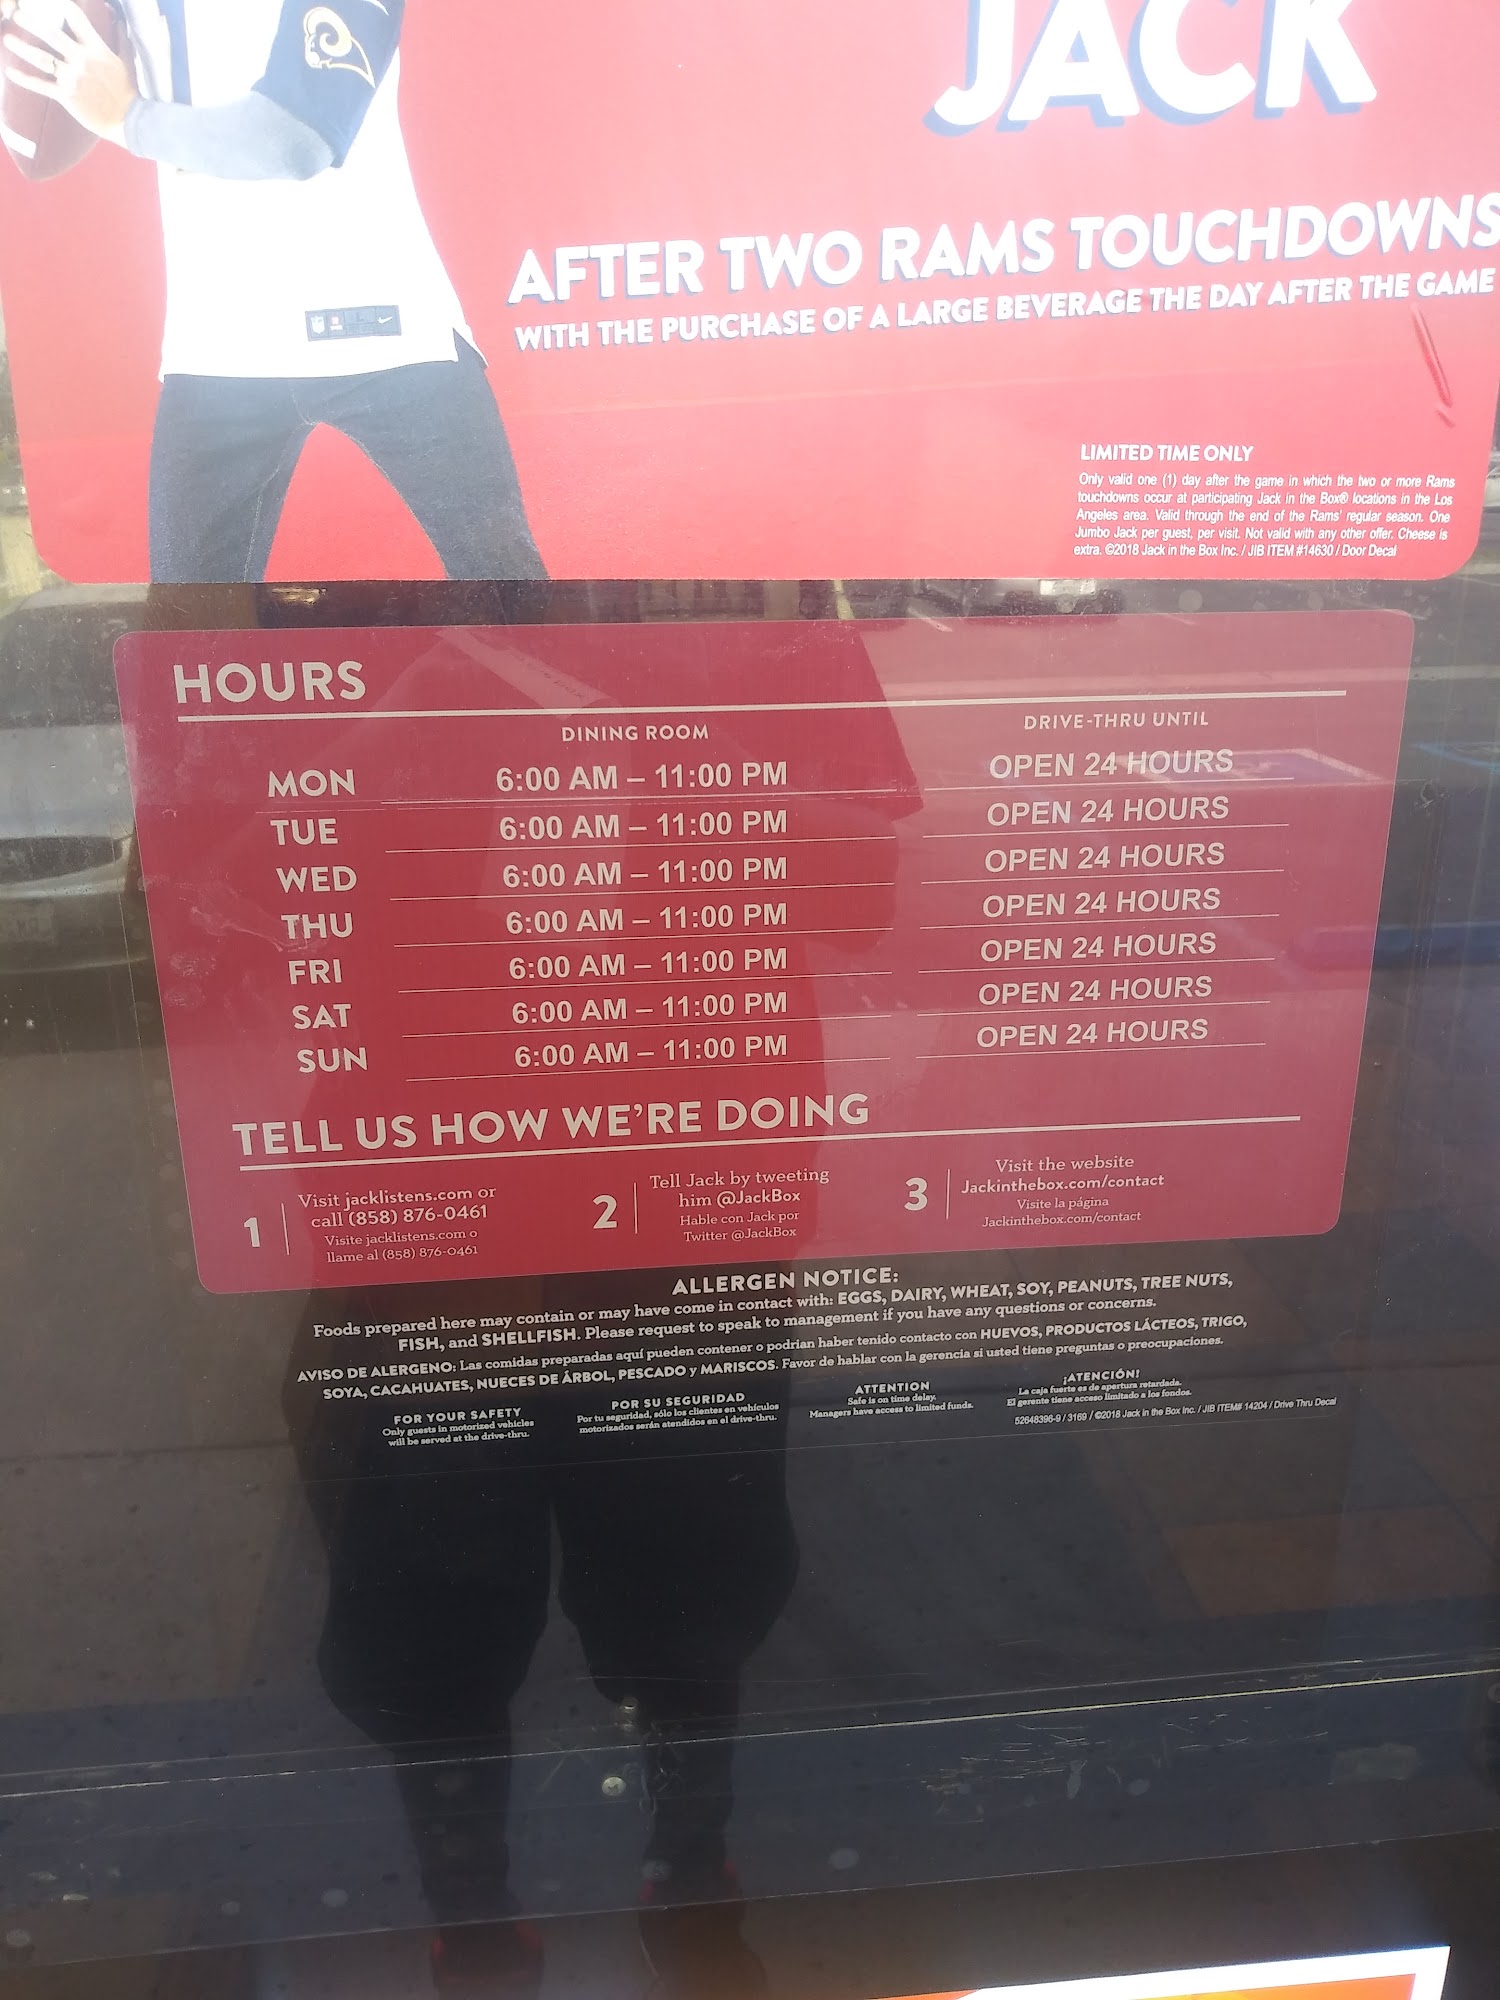 JACK
AFTER TWO RAMS TOUCHDOWNS
WITH THE PURCHASE OF A LARGE BEVERAGE THE DAY AFTER THE GAME
LIMITED TIME ONLY
Only valid one (1) day after the game in which the two or more Rams
touchdowns occur at participating Jack in the Box® locations in the Los
Angeles area. Valid through the end of the Rams' regular season. One
Jumbo Jack per guest, per visit. Not valid with any other offer. Cheese is
extra. ©2018 Jack in the Box Inc. / JIB ITEM #14630 / Door Decal
HOURS
DINING ROOM DRIVE-THRU UNTIL
MON 6:00 AM – 11:00 PM OPEN 24 HOURS
TUE 6:00 AM – 11:00 PM OPEN 24 HOURS
WED 6:00 AM – 11:00 PM OPEN 24 HOURS
THU 6:00 AM – 11:00 PM OPEN 24 HOURS
FRI 6:00 AM – 11:00 PM OPEN 24 HOURS
SAT 6:00 AM – 11:00 PM OPEN 24 HOURS
SUN 6:00 AM – 11:00 PM OPEN 24 HOURS
TELL US HOW WE'RE DOING
1
Visit jacklistens.com or
call (858) 876-0461
Visite jacklistens.com o
llame al (858) 876-0461
2
Tell Jack by tweeting
him @JackBox
Hable con Jack por
Twitter @JackBox
3
Visit the website
Jackinthebox.com/contact
Visite la página
Jackinthebox.com/contact
ALLERGEN NOTICE:
Foods prepared here may contain or may have come in contact with: EGGS, DAIRY, WHEAT, SOY, PEANUTS, TREE NUTS,
FISH, and SHELLFISH. Please request to speak to management if you have any questions or concerns.
AVISO DE ALERGENO: Las comidas preparadas aquí pueden contener o podrian haber tenido contacto con HUEVOS, PRODUCTOS LÁCTEOS, TRIGO,
SOYA, CACAHUATES, NUECES DE ÁRBOL, PESCADO y MARISCOS. Favor de hablar con la gerencia si usted tiene preguntas o preocupaciones.
FOR YOUR SAFETY
Only guests in motorized vehicles
will be served at the drive-thru.
POR SU SEGURIDAD
Por tu seguridad, sólo los clientes en vehículos
motorizados serán atendidos en el drive-thru.
ATTENTION
Safe is on time delay.
Managers have access to limited funds.
¡ATENCIÓN!
La caja fuerte es de apertura retardada.
El gerente tiene acceso limitado a los fondos.
52648396-9 / 3169 / ©2018 Jack in the Box Inc. / JIB ITEM# 14204 / Drive Thru Decal